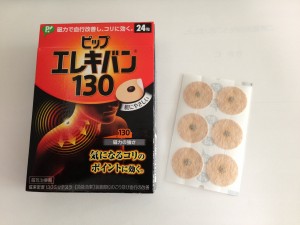 磁力で血行改善し、コリに効く。
24粒
ピップ
エレキバン
130
肌にやさしい
130
磁力の強さ
気になるコリの
ポイントに効く。